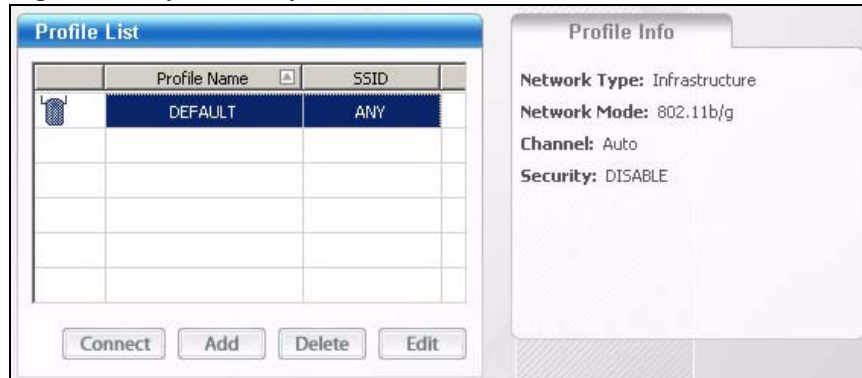 Profile List
Profile Name SSID
DEFAULT ANY
Connect Add Delete Edit
Profile Info
Network Type: Infrastructure
Network Mode: 802.11b/g
Channel: Auto
Security: DISABLE